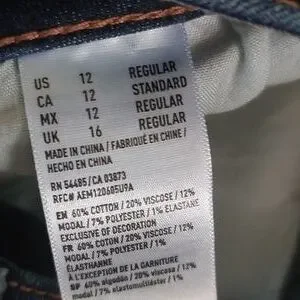 US 12 REGULAR
CA 12 STANDARD
MX 12 REGULAR
UK 16 REGULAR
MADE IN CHINA / FABRIQUÉ EN CHINE /
HECHO EN CHINA
RN 54485 / CA 03873
RFC# AEM120605U9A
EN 60% COTTON / 20% VISCOSE / 12%
MODAL / 7% POLYESTER / 1% ELASTANE
EXCLUSIVE OF DECORATION
FR 60% COTON / 20% VISCOSE / 12%
MODAL / 7% POLYESTER / 1%
ÉLASTHANNE
À L'EXCEPTION DE LA GARNITURE
SP 60% algodón / 20% viscosa / 12%
modal / 7% poliéster / 1% elastano